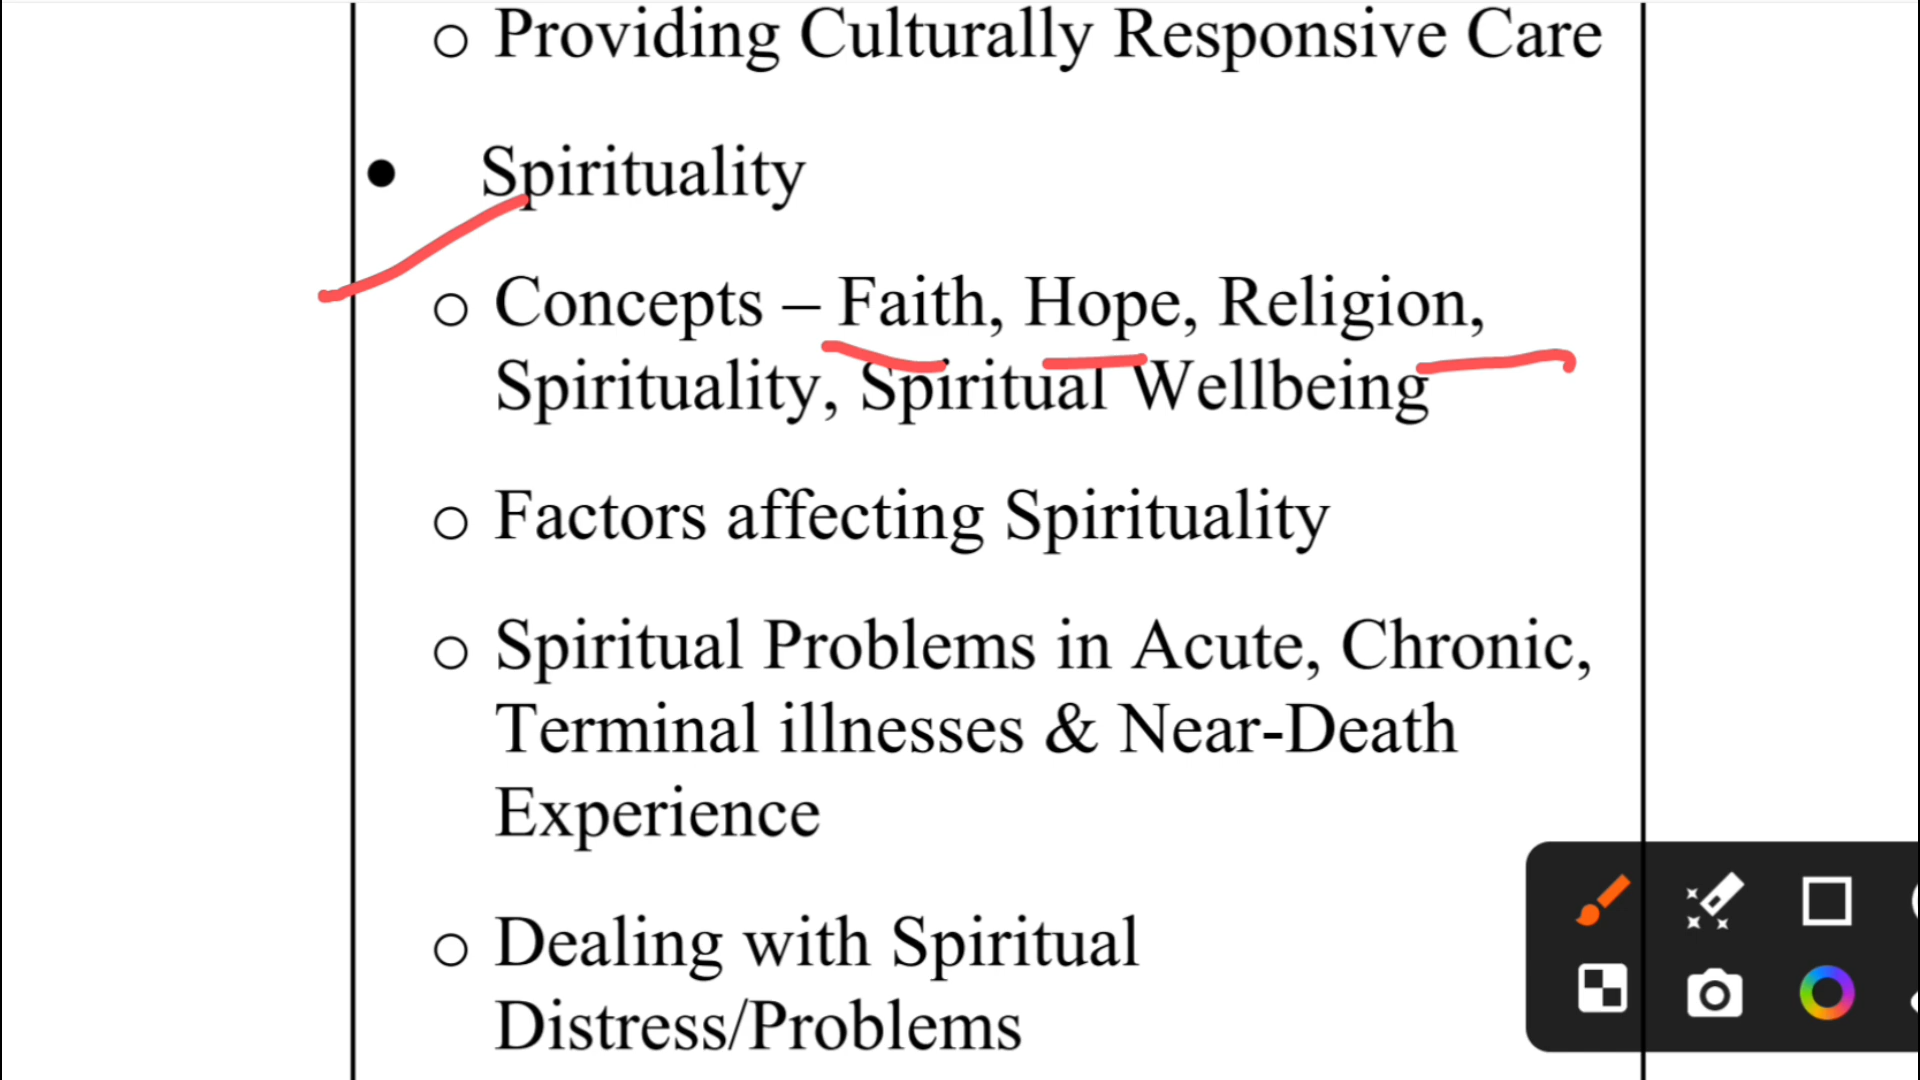 ○ Providing Culturally Responsive Care
● Spirituality
○ Concepts – Faith, Hope, Religion,
Spirituality, Spiritual Wellbeing
○ Factors affecting Spirituality
○ Spiritual Problems in Acute, Chronic,
Terminal illnesses & Near-Death
Experience
○ Dealing with Spiritual
Distress/Problems